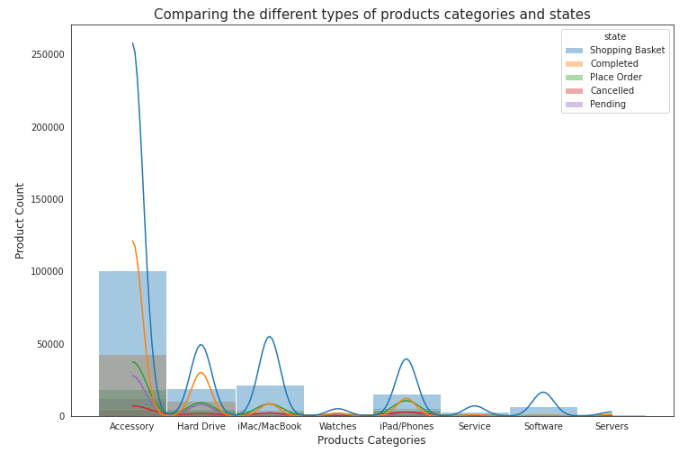 Comparing the different types of products categories and states
state
Shopping Basket
Completed
Place Order
Cancelled
Pending
250000
200000
150000
100000
50000
0
Product Count
Accessory Hard Drive iMac/MacBook Watches iPad/Phones Service Software Servers
Products Categories